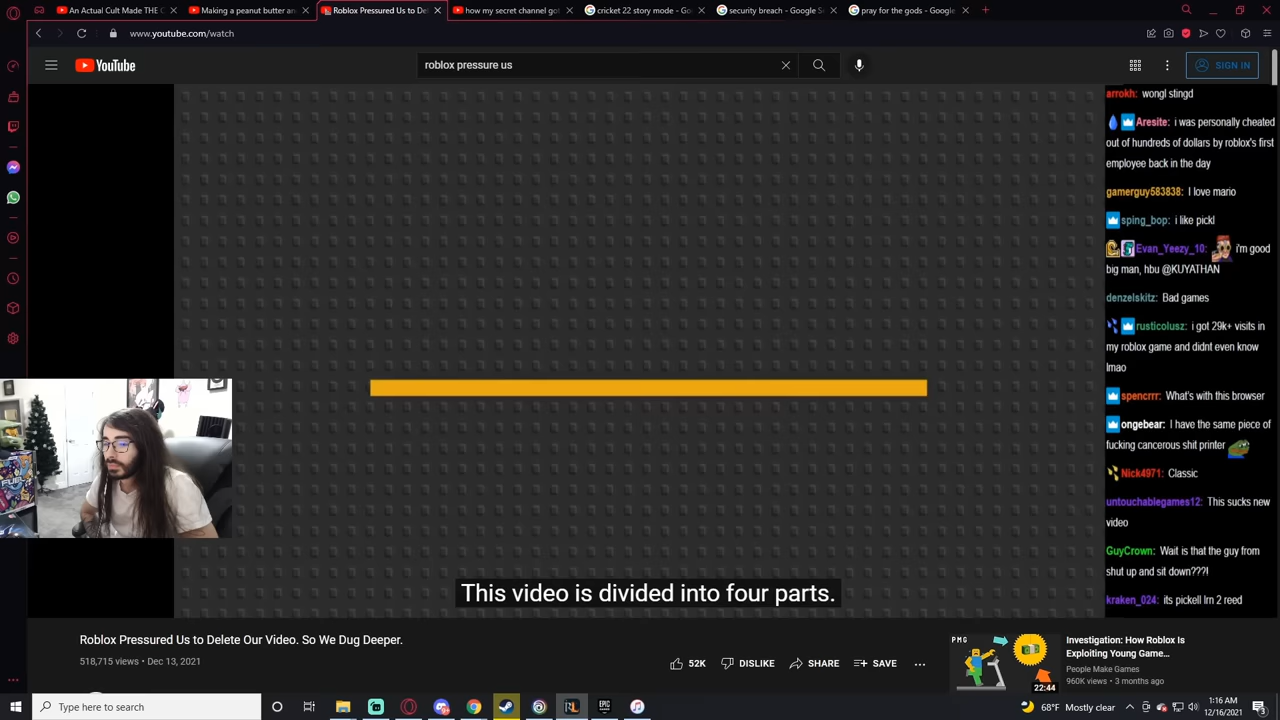 An Actual Cult Made THE C
Making a peanut butter an
Roblox Pressured Us to De
how my secret channel got
cricket 22 story mode - Go
security breach - Google S
pray for the gods - Google
www.youtube.com/watch
YouTube
roblox pressure us
SIGN IN
arrokh: wongl stingd
Aresite: i was personally cheated
out of hundreds of dollars by roblox's first
employee back in the day
gamerguy583838: I love mario
sping_bop: i like pickl
Evan_Yeezy_10: i'm good
big man, hbu @KUYATHAN
denzelskitz: Bad games
rusticolusz: i got 29k+ visits in
my roblox game and didnt even know
lmao
spencrrr: What's with this browser
ongebear: I have the same piece of
fucking cancerous shit printer
Nick4971: Classic
untouchablegames12: This sucks new
video
GuyCrown: Wait is that the guy from
shut up and sit down???!
kraken_024: its pickell lrn 2 reed
This video is divided into four parts.
Roblox Pressured Us to Delete Our Video. So We Dug Deeper.
518,715 views • Dec 13, 2021
52K
DISLIKE
SHARE
SAVE
PMG
22:44
Investigation: How Roblox Is
Exploiting Young Game...
People Make Games
960K views • 3 months ago
Type here to search
EPIC
68°F Mostly clear
1:16 AM
12/16/2021